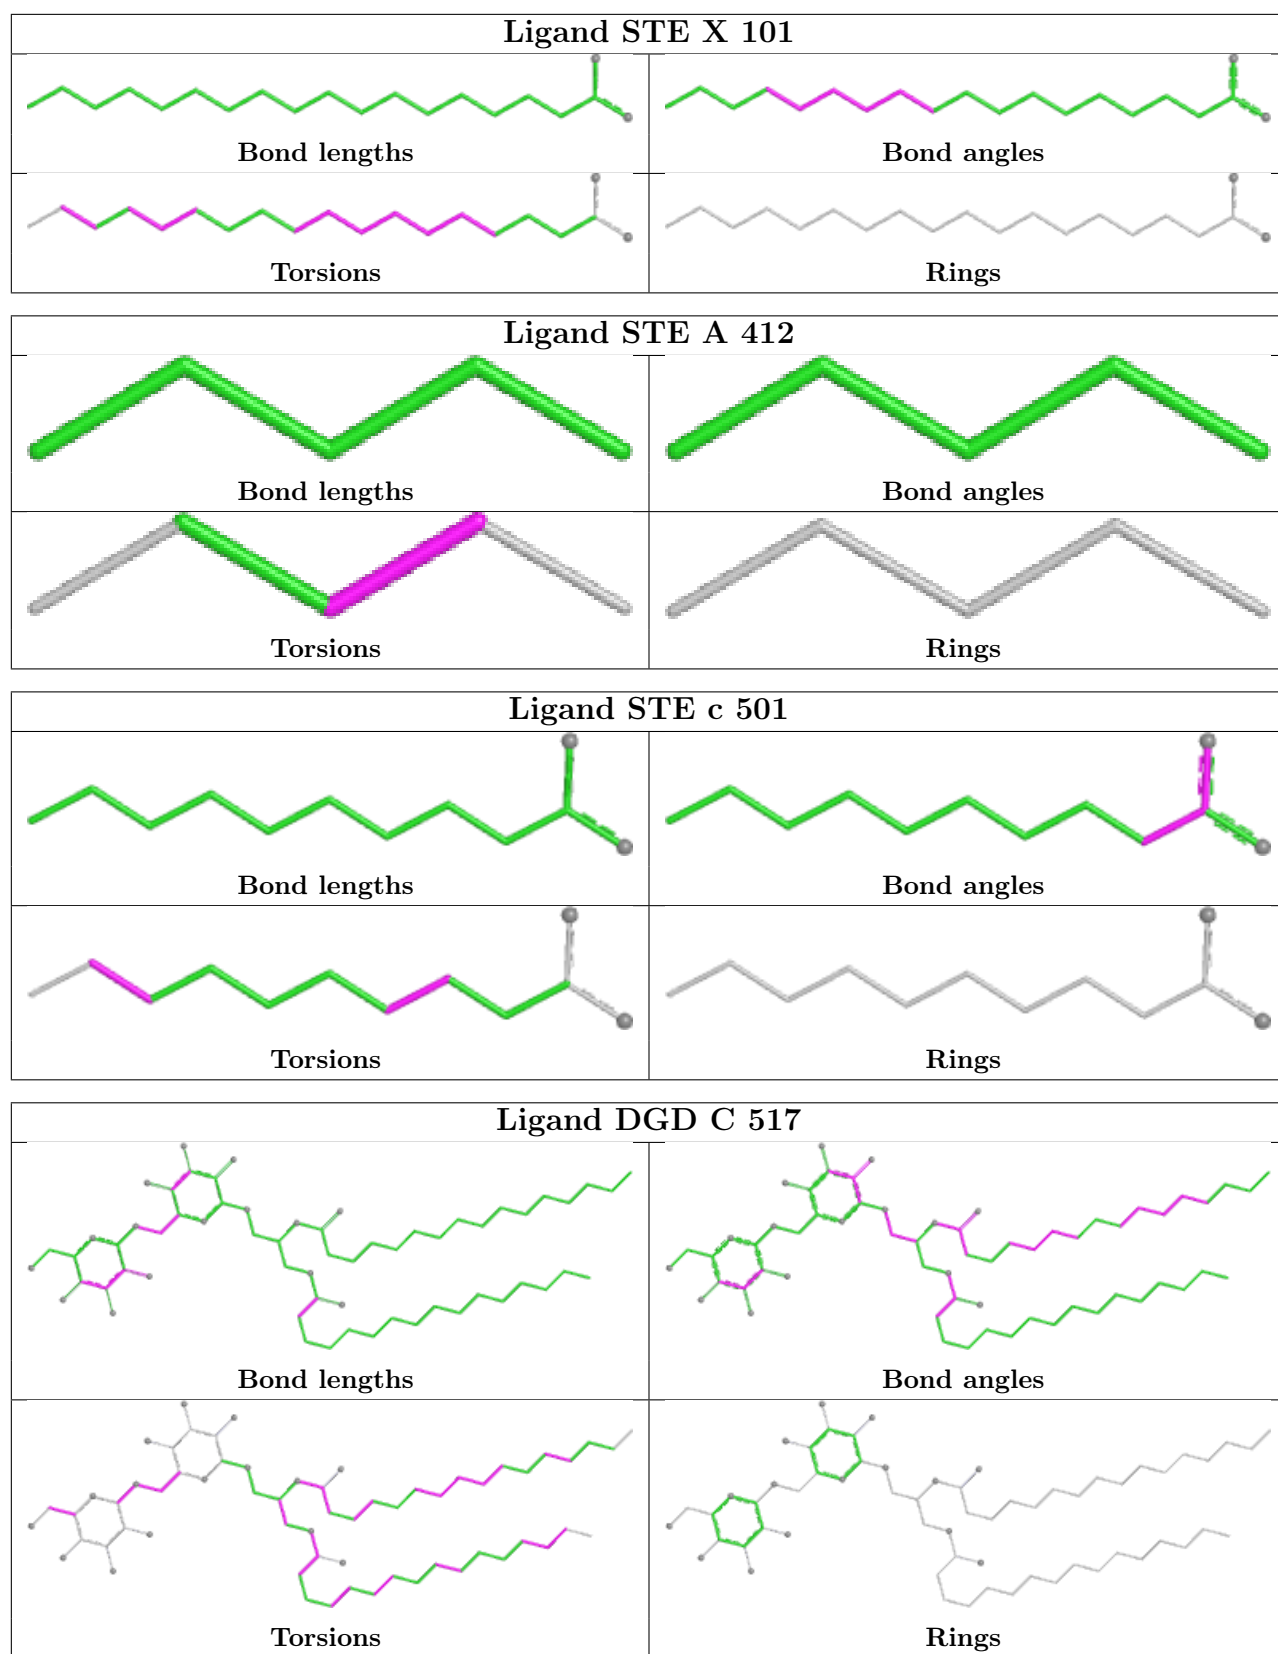 Ligand STE X 101
Bond lengths
Bond angles
Torsions
Rings
Ligand STE A 412
Bond lengths
Bond angles
Torsions
Rings
Ligand STE c 501
Bond lengths
Bond angles
Torsions
Rings
Ligand DGD C 517
Bond lengths
Bond angles
Torsions
Rings